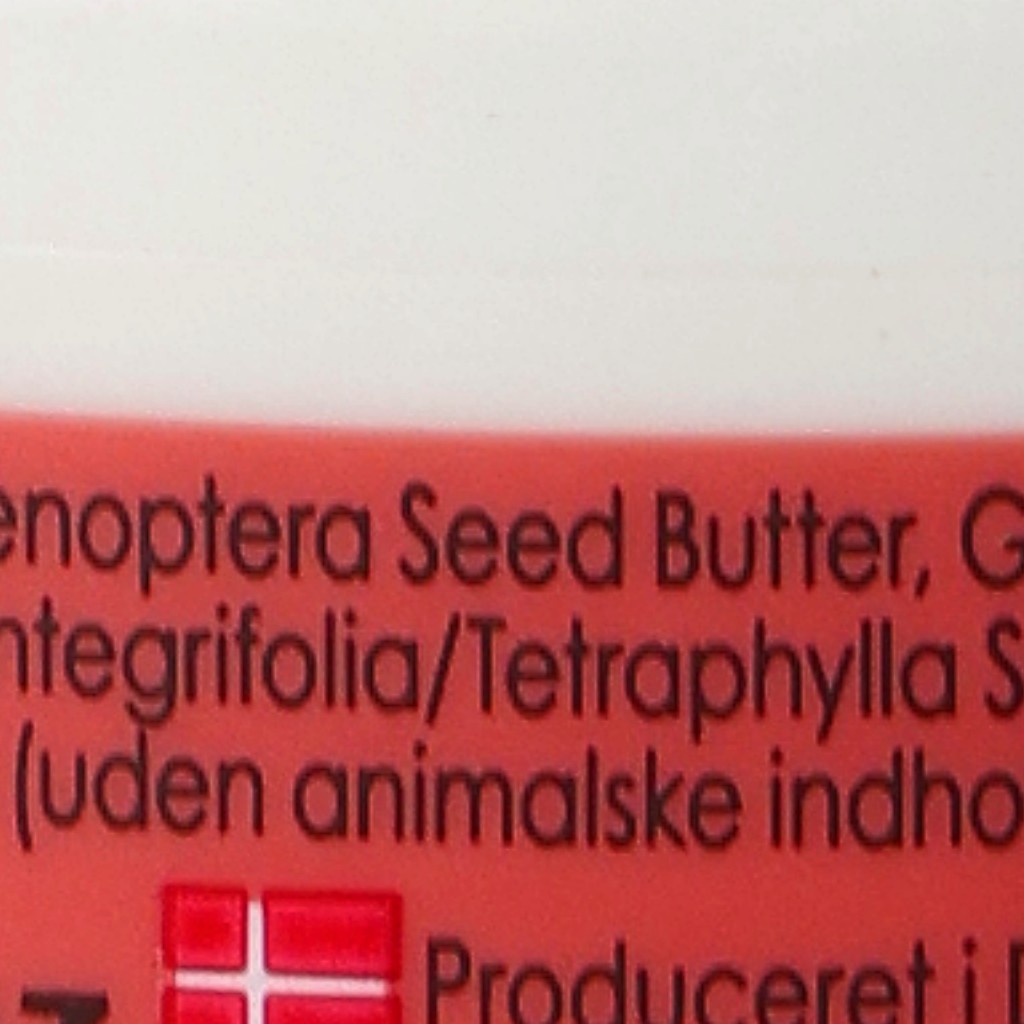 enoptera Seed Butter, G
ntegrifolia/Tetraphylla S
(uden animalske indho
Produceret i D